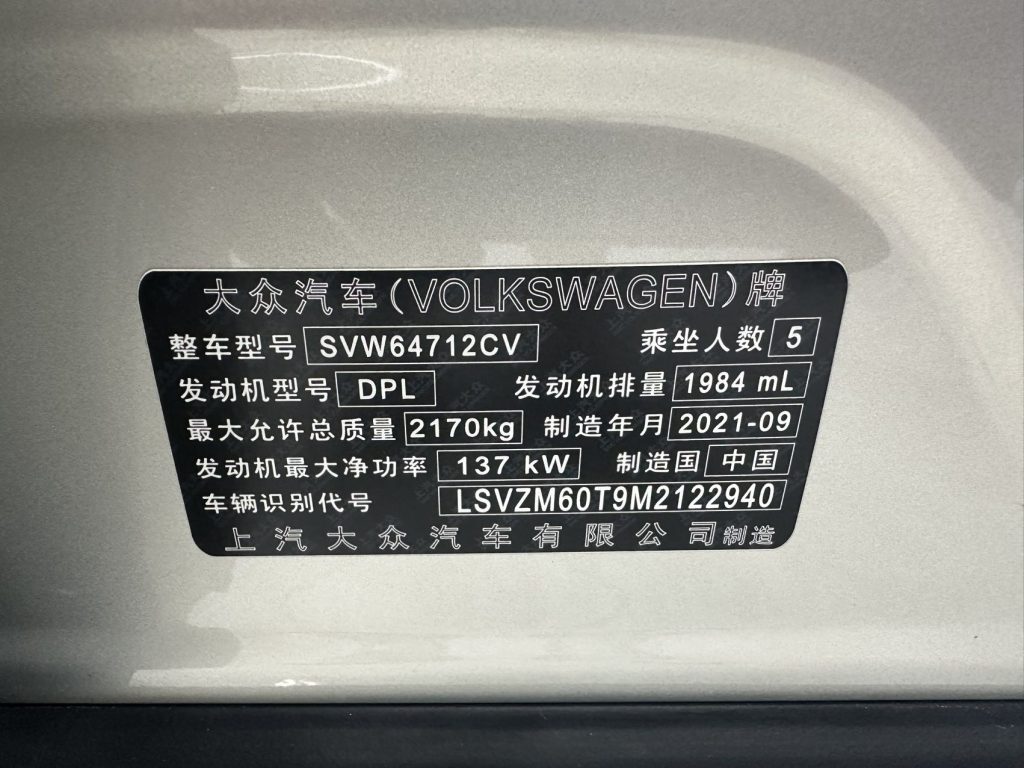 大众汽车(VOLKSWAGEN)牌
整车型号 SVW64712CV 乘坐人数 5
发动机型号 DPL 发动机排量 1984 mL
最大允许总质量 2170kg 制造年月 2021-09
发动机最大净功率 137 kW 制造国 中国
车辆识别代号 LSVZM60T9M2122940
上汽大众汽车有限公司制造